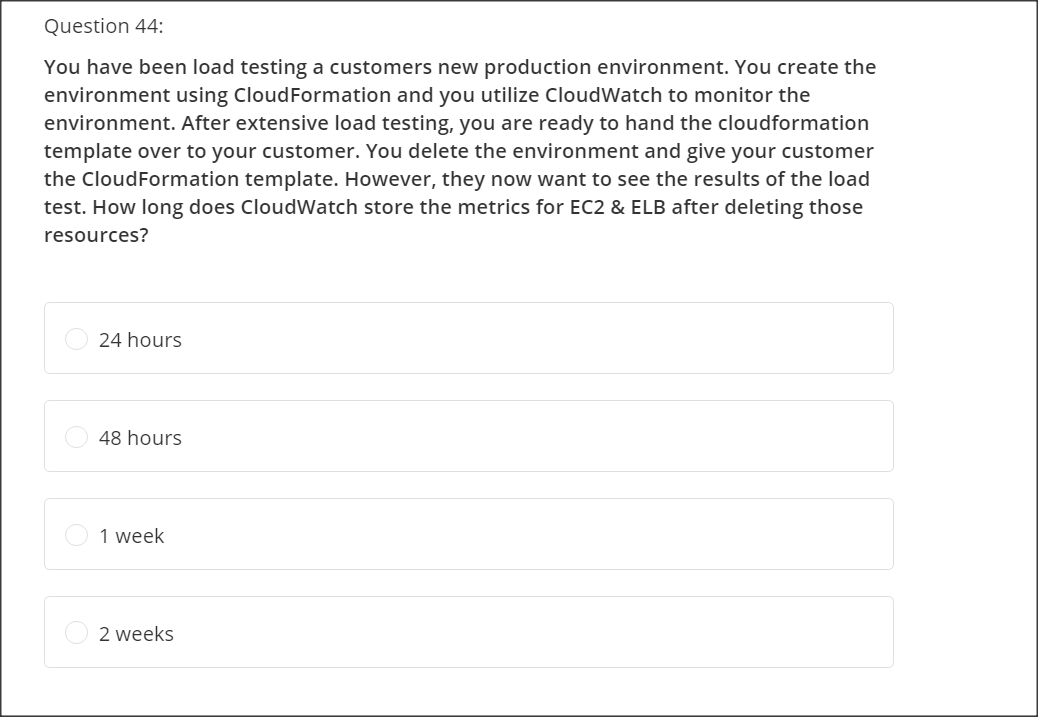 Question 44:
You have been load testing a customers new production environment. You create the
environment using CloudFormation and you utilize CloudWatch to monitor the
environment. After extensive load testing, you are ready to hand the cloudformation
template over to your customer. You delete the environment and give your customer
the CloudFormation template. However, they now want to see the results of the load
test. How long does CloudWatch store the metrics for EC2 & ELB after deleting those
resources?
24 hours
48 hours
1 week
2 weeks